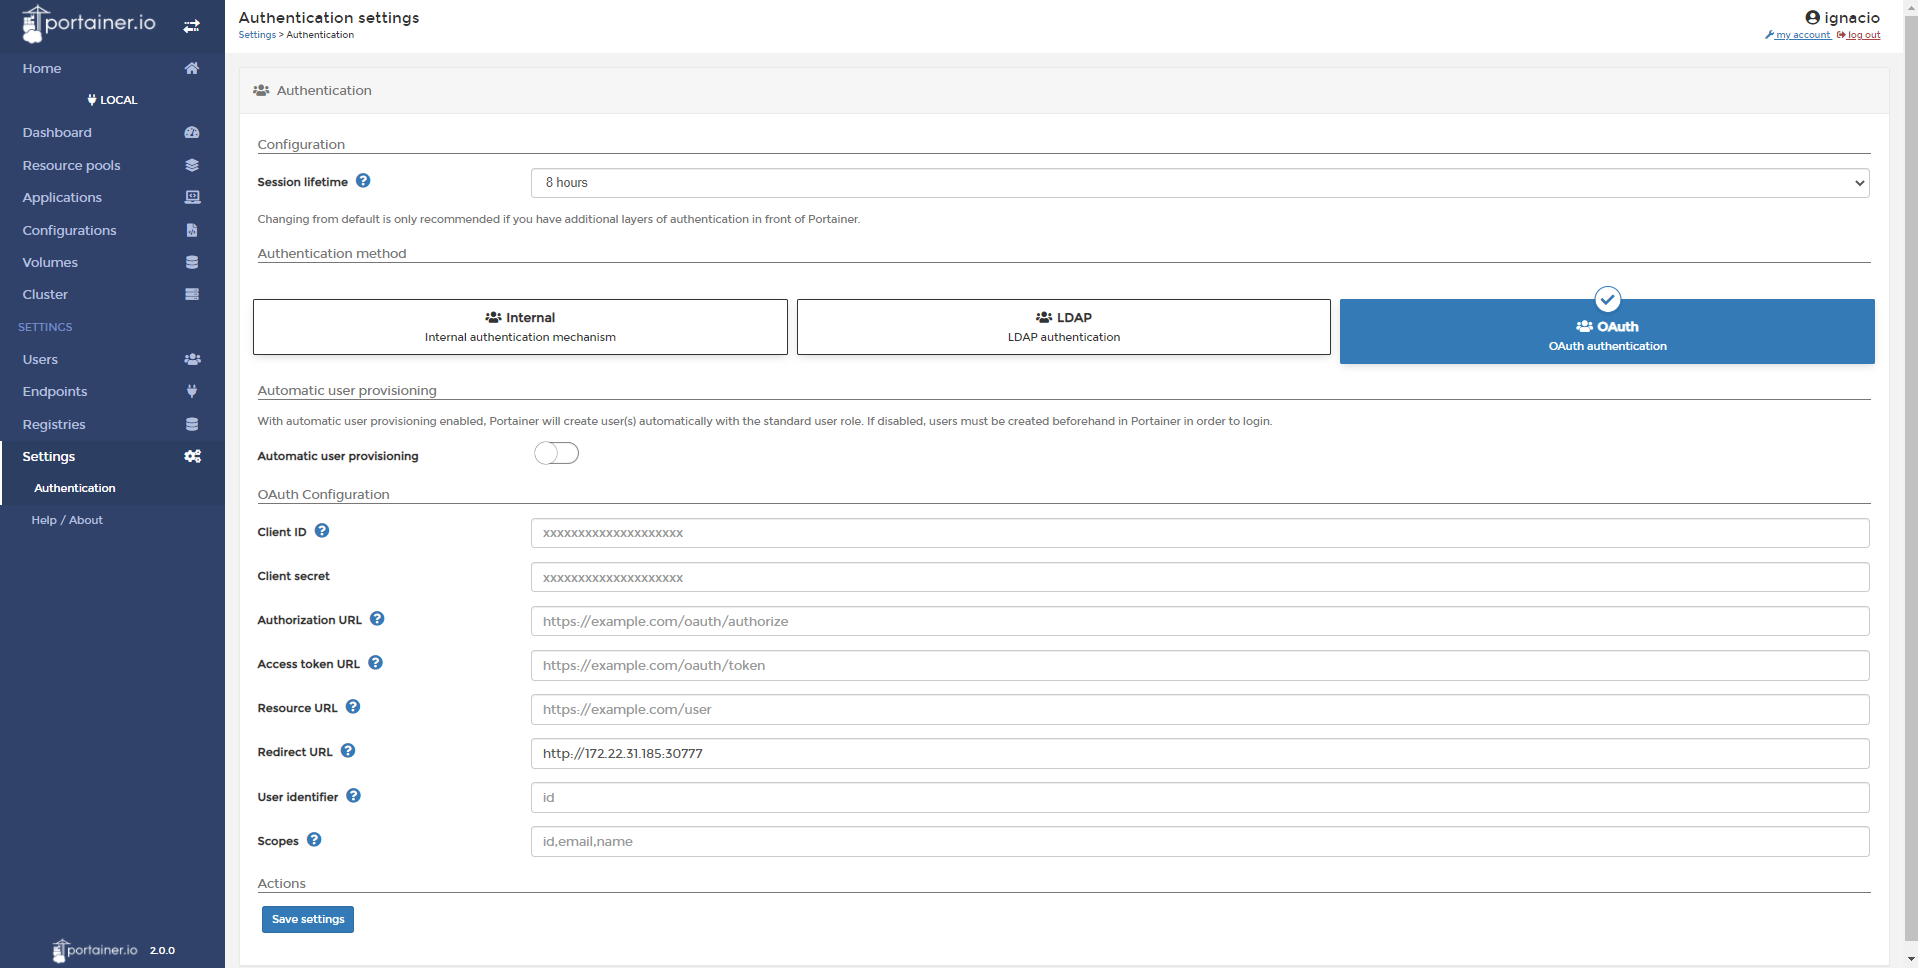 portainer.io
Home
LOCAL
Dashboard
Resource pools
Applications
Configurations
Volumes
Cluster
SETTINGS
Users
Endpoints
Registries
Settings
Authentication
Help / About
portainer.io 2.0.0
Authentication settings
Settings > Authentication
ignacio
my account log out
Authentication
Configuration
Session lifetime ? 8 hours
Changing from default is only recommended if you have additional layers of authentication in front of Portainer.
Authentication method
Internal
Internal authentication mechanism
LDAP
LDAP authentication
OAuth
OAuth authentication
Automatic user provisioning
With automatic user provisioning enabled, Portainer will create user(s) automatically with the standard user role. If disabled, users must be created beforehand in Portainer in order to login.
Automatic user provisioning
OAuth Configuration
Client ID ? xxxxxxxxxxxxxxxxxxxx
Client secret xxxxxxxxxxxxxxxxxxxx
Authorization URL ? https://example.com/oauth/authorize
Access token URL ? https://example.com/oauth/token
Resource URL ? https://example.com/user
Redirect URL ? http://172.22.31.185:30777
User identifier ? id
Scopes ? id,email,name
Actions
Save settings